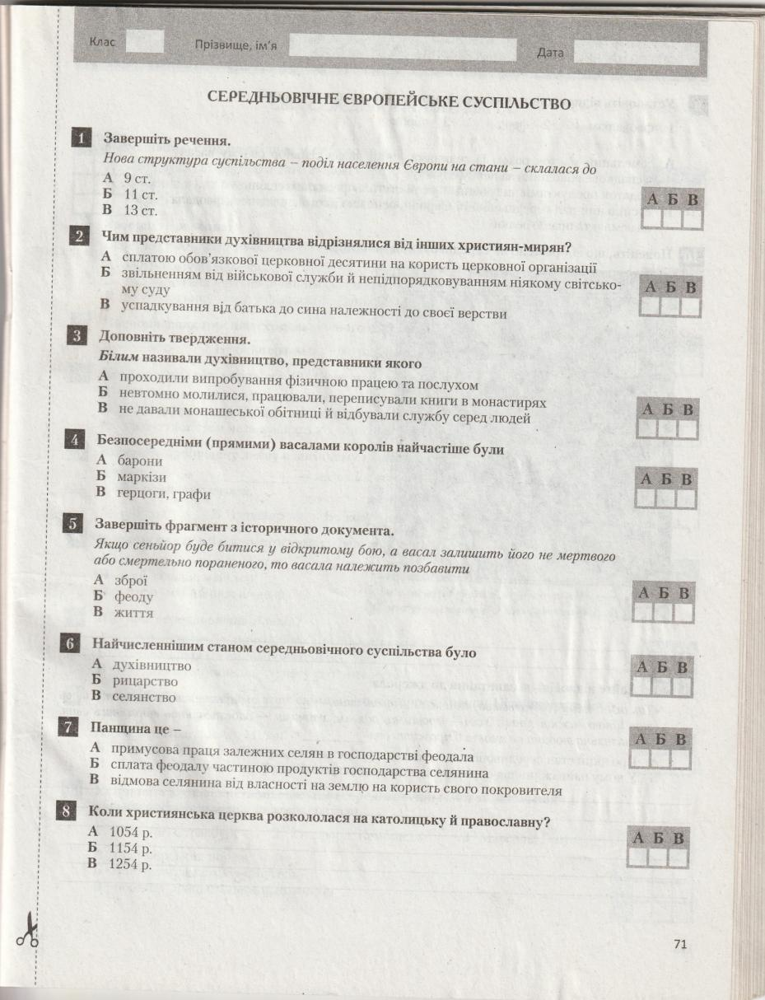 Клас
Прізвище, ім’я
Дата
СЕРЕДНЬОВІЧНЕ ЄВРОПЕЙСЬКЕ СУСПІЛЬСТВО
1 Завершіть речення.
Нова структура суспільства – поділ населення Європи на стани – склалася до
А 9 ст.
Б 11 ст.
В 13 ст.
А Б В
2 Чим представники духівництва відрізнялися від інших християн-мирян?
А сплатою обов’язкової церковної десятини на користь церковної організації
Б звільненням від військової служби й непідпорядковуванням ніякому світсько-
му суду
В успадкування від батька до сина належності до своєї верстви
А Б В
3 Доповніть твердження.
Білим називали духівництво, представники якого
А проходили випробування фізичною працею та послухом
Б невтомно молилися, працювали, переписували книги в монастирях
В не давали монашеської обітниці й відбували службу серед людей
А Б В
4 Безпосередніми (прямими) васалами королів найчастіше були
А барони
Б маркізи
В герцоги, графи
А Б В
5 Завершіть фрагмент з історичного документа.
Якщо сеньйор буде битися у відкритому бою, а васал залишить його не мертвого
або смертельно пораненого, то васала належить позбавити
А зброї
Б феоду
В життя
А Б В
6 Найчисленнішим станом середньовічного суспільства було
А духівництво
Б рицарство
В селянство
А Б В
7 Панщина це –
А примусова праця залежних селян в господарстві феодала
Б сплата феодалу частиною продуктів господарства селянина
В відмова селянина від власності на землю на користь свого покровителя
А Б В
8 Коли християнська церква розкололася на католицьку й православну?
А 1054 р.
Б 1154 р.
В 1254 р.
А Б В
71